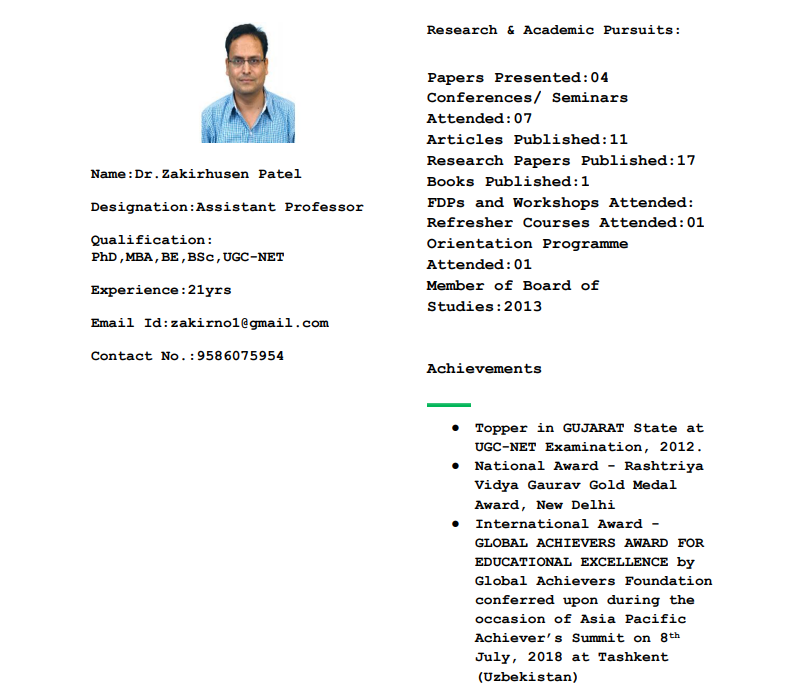 Name:Dr.Zakirhusen Patel
Designation:Assistant Professor
Qualification:
PhD,MBA,BE,BSc,UGC-NET
Experience:21yrs
Email Id:zakirno1@gmail.com
Contact No.:9586075954
Research & Academic Pursuits:
Papers Presented:04
Conferences/ Seminars
Attended:07
Articles Published:11
Research Papers Published:17
Books Published:1
FDPs and Workshops Attended:
Refresher Courses Attended:01
Orientation Programme
Attended:01
Member of Board of
Studies:2013
Achievements
● Topper in GUJARAT State at
UGC-NET Examination, 2012.
● National Award - Rashtriya
Vidya Gaurav Gold Medal
Award, New Delhi
● International Award -
GLOBAL ACHIEVERS AWARD FOR
EDUCATIONAL EXCELLENCE by
Global Achievers Foundation
conferred upon during the
occasion of Asia Pacific
Achiever’s Summit on 8th
July, 2018 at Tashkent
(Uzbekistan)